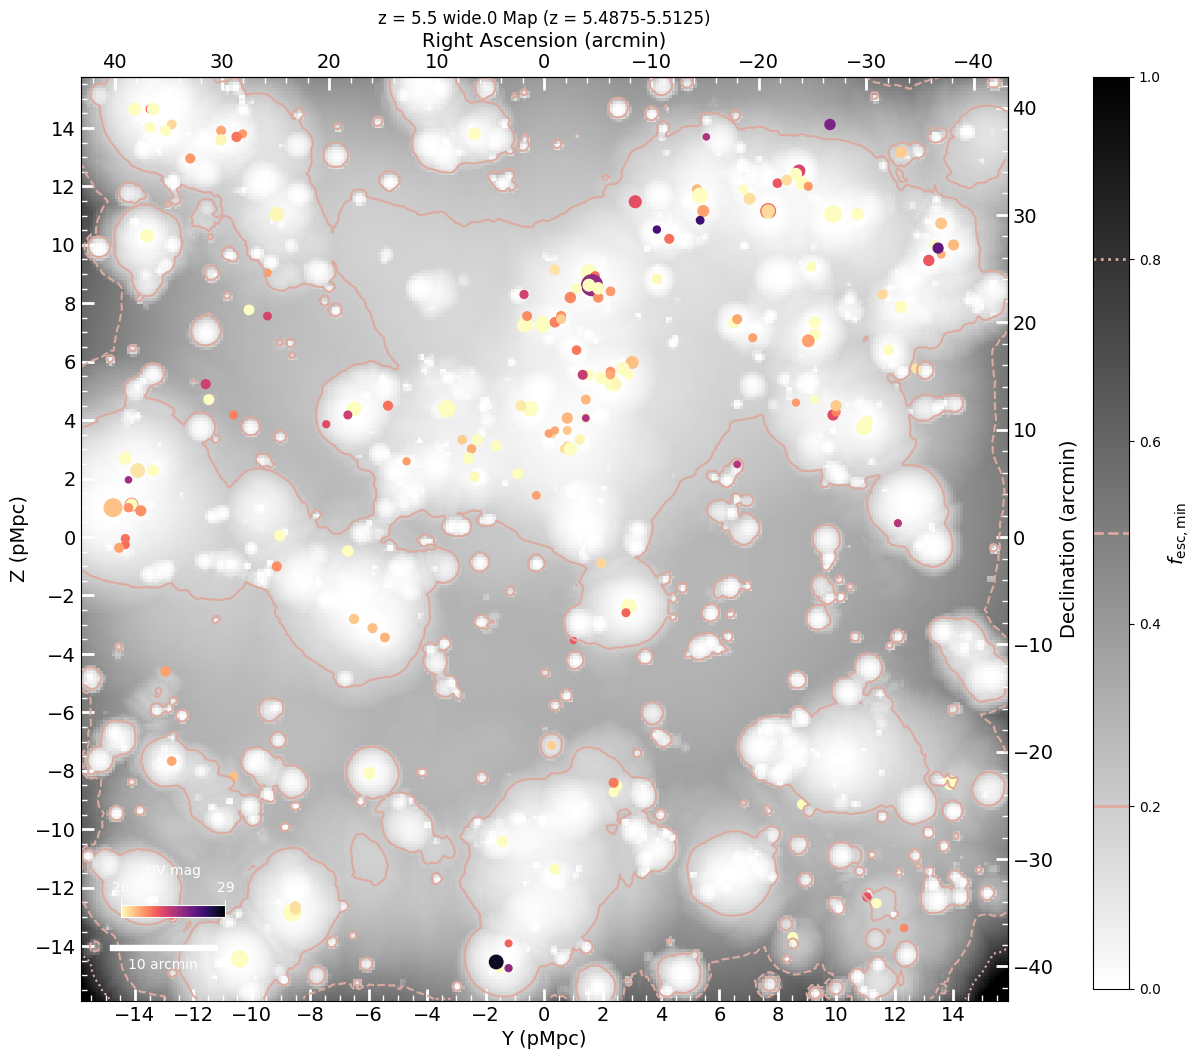 z = 5.5 wide.0 Map (z = 5.4875-5.5125)
Right Ascension (arcmin)
40 30 20 10 0 −10 −20 −30 −40
14 12 10 8 6 4 2 0 −2 −4 −6 −8 −10 −12 −14
Z (pMpc)
40 30 20 10 0 −10 −20 −30 −40
Declination (arcmin)
1.0
0.8
0.6
0.4
0.2
0.0
f_esc,min
UV mag
26 29
10 arcmin
−14 −12 −10 −8 −6 −4 −2 0 2 4 6 8 10 12 14
Y (pMpc)